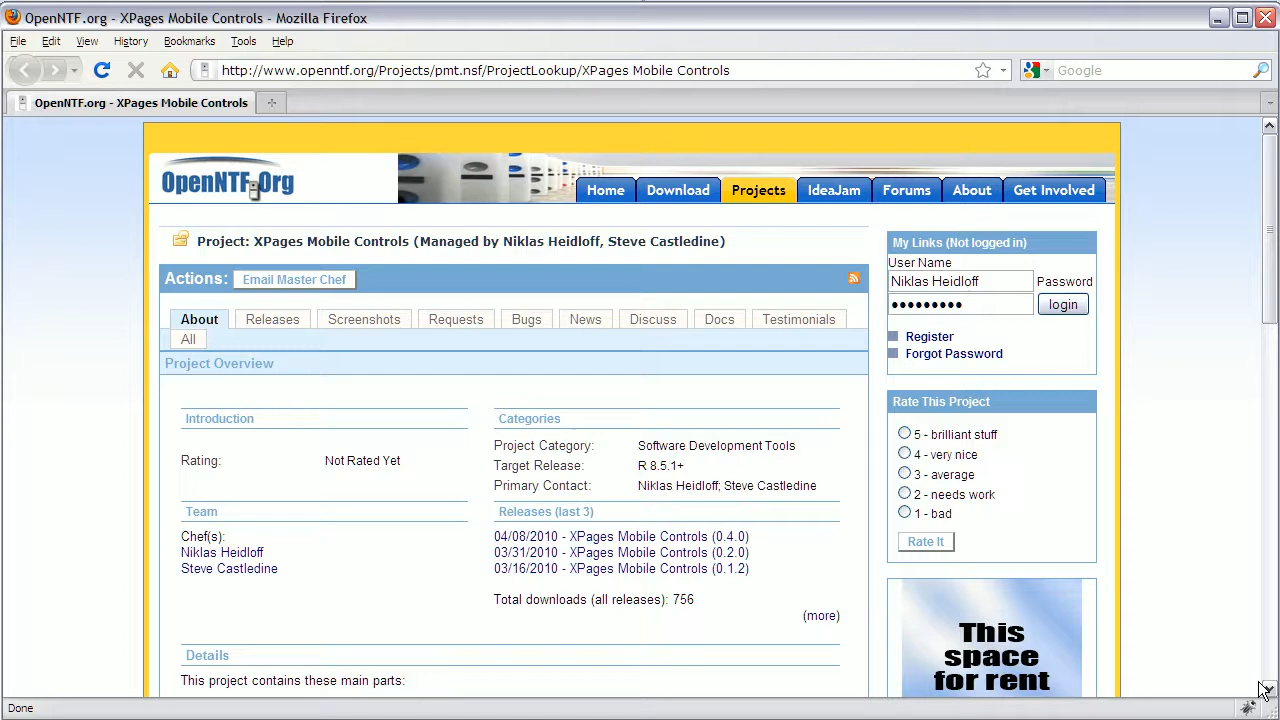 OpenNTF.org - XPages Mobile Controls - Mozilla Firefox
File Edit View History Bookmarks Tools Help
http://www.openntf.org/Projects/pmt.nsf/ProjectLookup/XPages Mobile Controls
Google
OpenNTF.org - XPages Mobile Controls
OpenNTF.Org
Home Download Projects IdeaJam Forums About Get Involved
Project: XPages Mobile Controls (Managed by Niklas Heidloff, Steve Castledine)
Actions: Email Master Chef
About Releases Screenshots Requests Bugs News Discuss Docs Testimonials
All
Project Overview
Introduction
Rating: Not Rated Yet
Categories
Project Category: Software Development Tools
Target Release: R 8.5.1+
Primary Contact: Niklas Heidloff; Steve Castledine
Team
Chef(s):
Niklas Heidloff
Steve Castledine
Releases (last 3)
04/08/2010 - XPages Mobile Controls (0.4.0)
03/31/2010 - XPages Mobile Controls (0.2.0)
03/16/2010 - XPages Mobile Controls (0.1.2)
Total downloads (all releases): 756
(more)
Details
This project contains these main parts:
My Links (Not logged in)
User Name
Niklas Heidloff Password
●●●●●●●●● login
Register
Forgot Password
Rate This Project
5 - brilliant stuff
4 - very nice
3 - average
2 - needs work
1 - bad
Rate It
This
space
for rent
Done